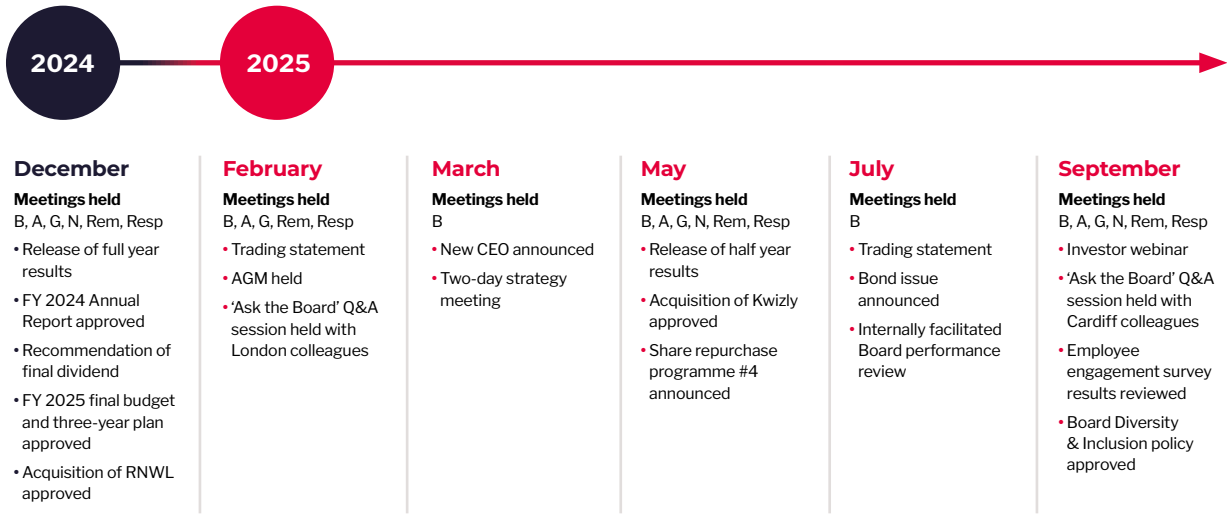 2024
2025
December
Meetings held
B, A, G, N, Rem, Resp
• Release of full year
results
• FY 2024 Annual
Report approved
• Recommendation of
final dividend
• FY 2025 final budget
and three-year plan
approved
• Acquisition of RNWL
approved
February
Meetings held
B, A, G, Rem, Resp
• Trading statement
• AGM held
• ‘Ask the Board’ Q&A
session held with
London colleagues
March
Meetings held
B
• New CEO announced
• Two-day strategy
meeting
May
Meetings held
B, A, G, N, Rem, Resp
• Release of half year
results
• Acquisition of Kwizly
approved
• Share repurchase
programme #4
announced
July
Meetings held
B
• Trading statement
• Bond issue
announced
• Internally facilitated
Board performance
review
September
Meetings held
B, A, G, N, Rem, Resp
• Investor webinar
• ‘Ask the Board’ Q&A
session held with
Cardiff colleagues
• Employee
engagement survey
results reviewed
• Board Diversity
& Inclusion policy
approved